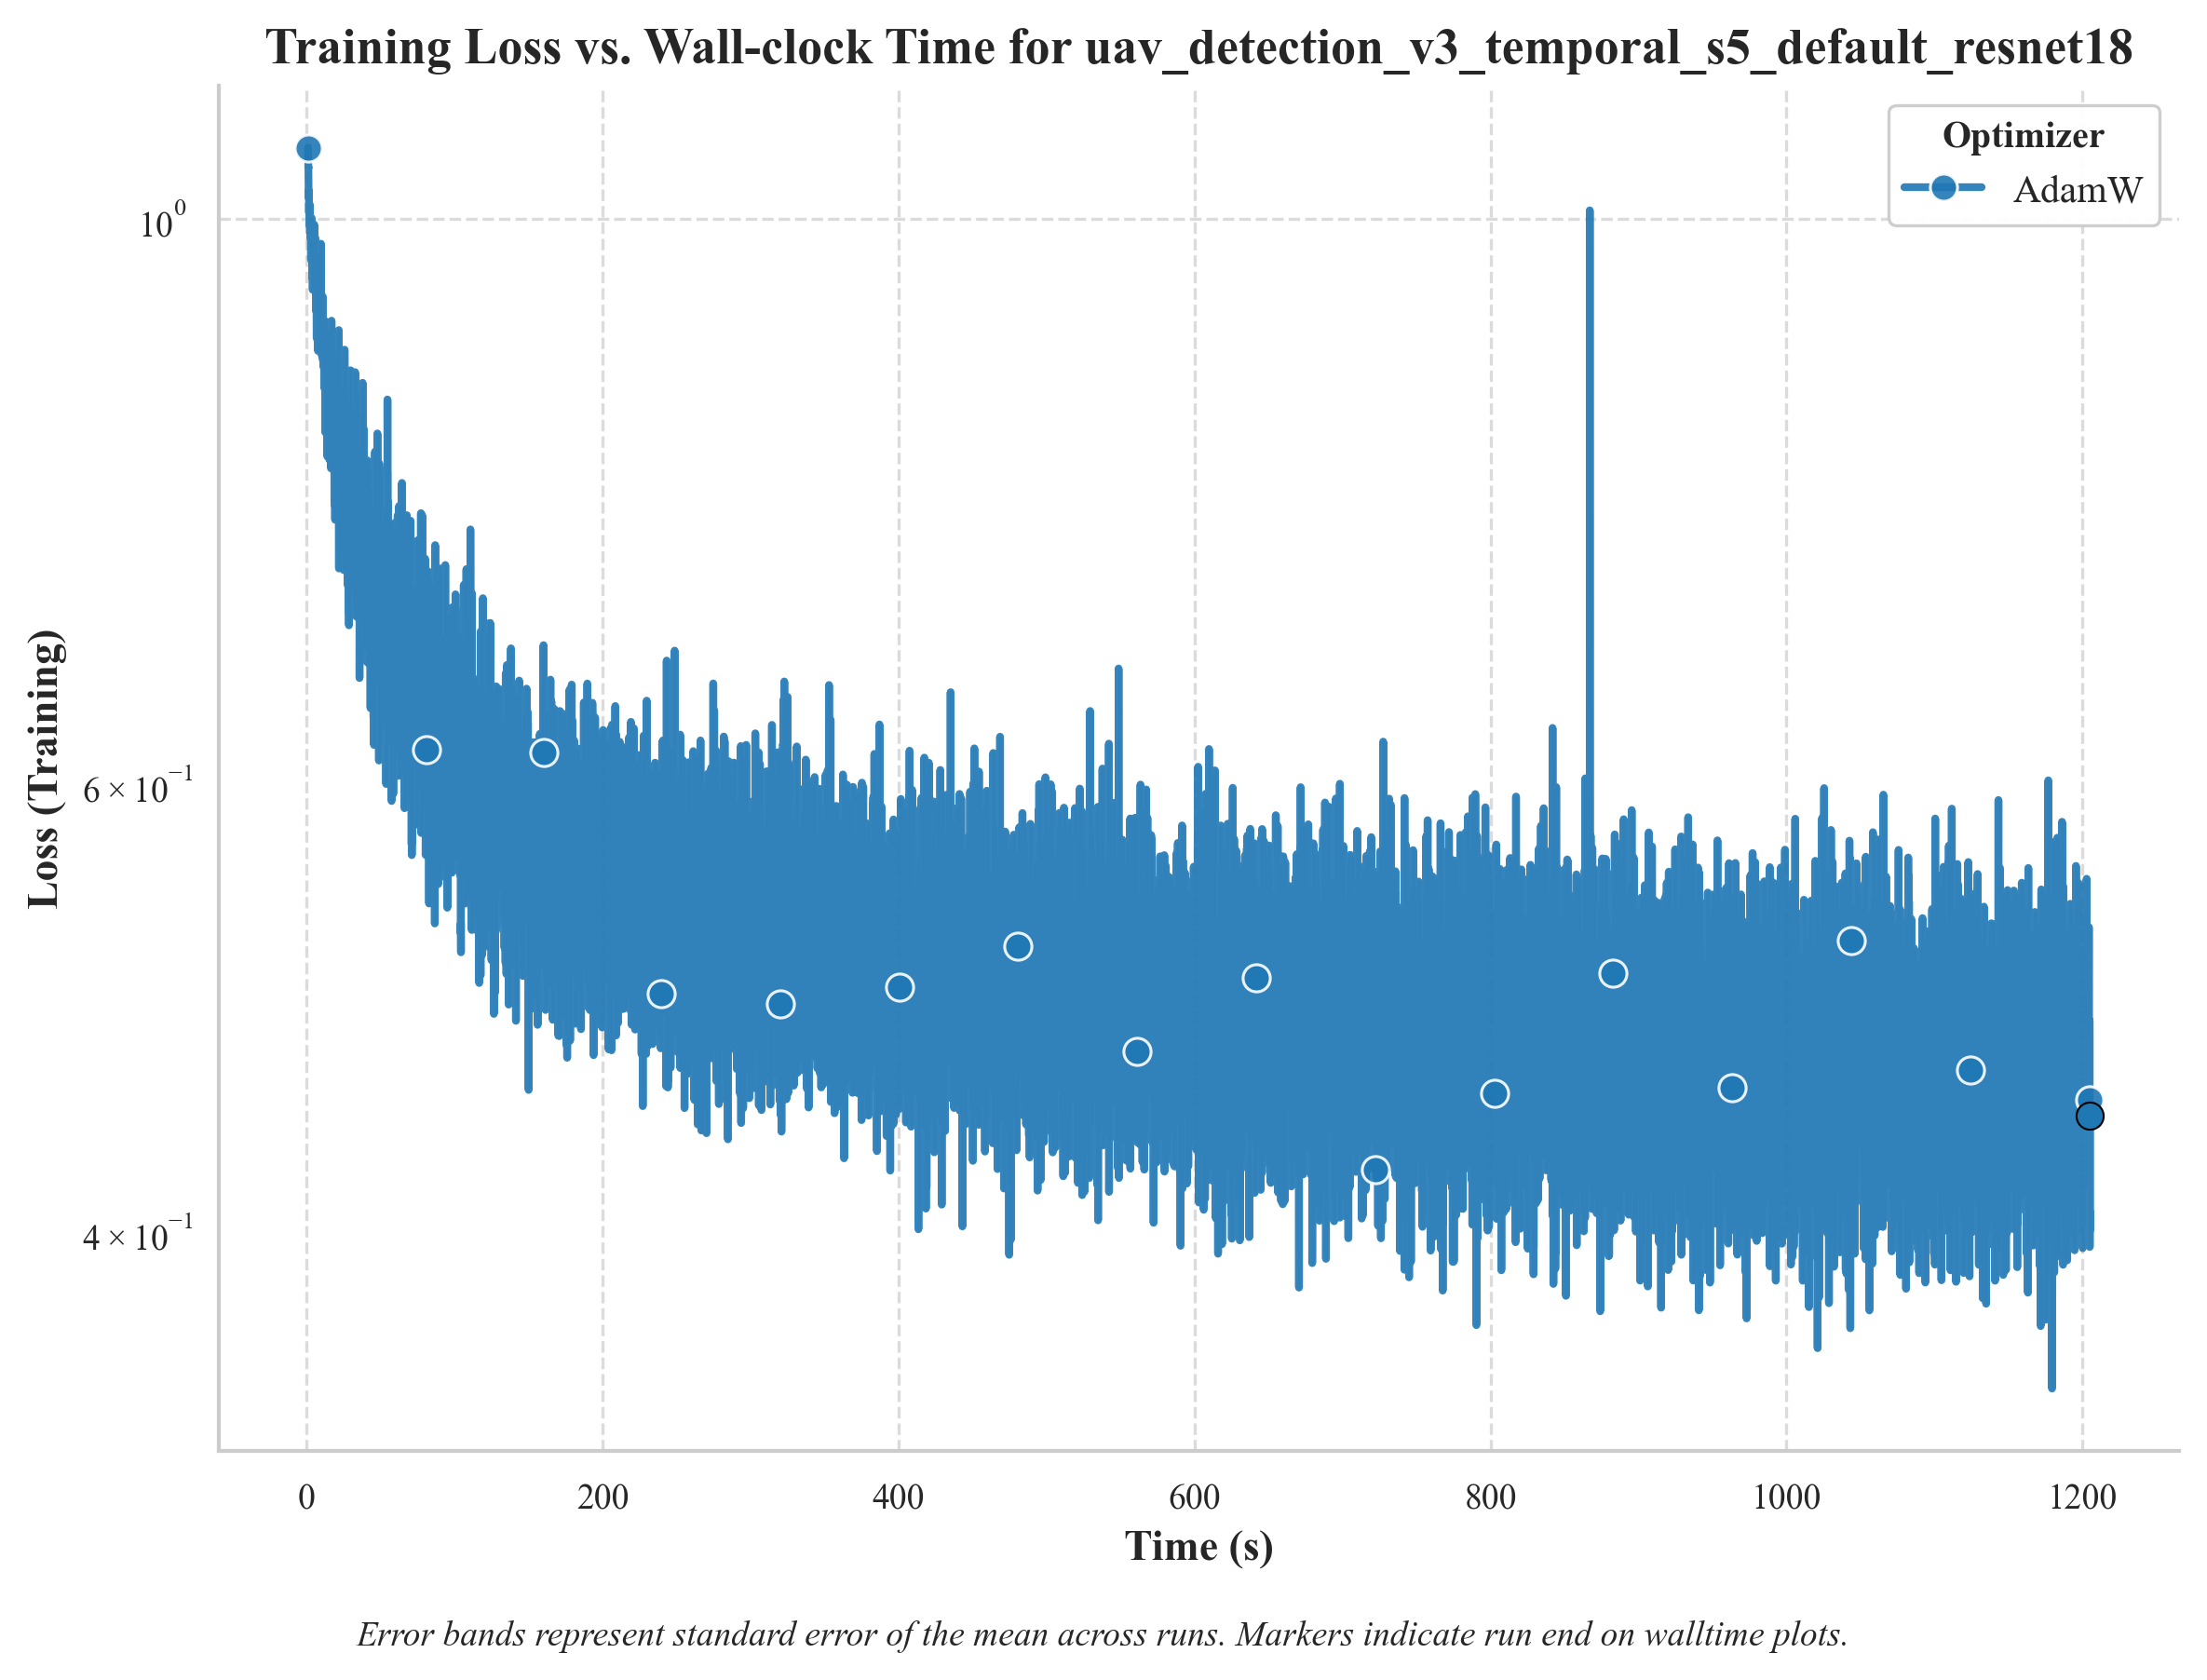 Training Loss vs. Wall-clock Time for uav_detection_v3_temporal_s5_default_resnet18
Optimizer
AdamW
10⁰
6 × 10⁻¹
4 × 10⁻¹
Loss (Training)
0 200 400 600 800 1000 1200
Time (s)
Error bands represent standard error of the mean across runs. Markers indicate run end on walltime plots.